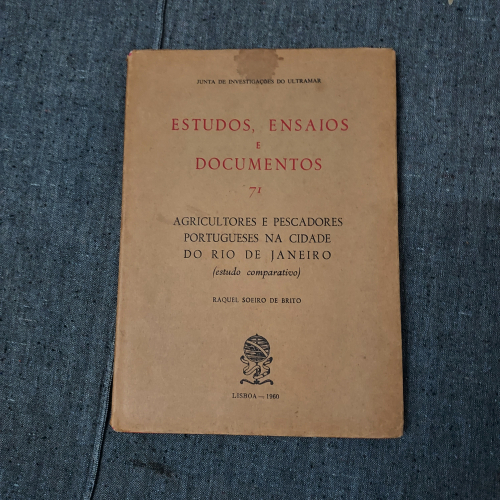 JUNTA DE INVESTIGAÇÕES DO ULTRAMAR
ESTUDOS, ENSAIOS
E
DOCUMENTOS
71
AGRICULTORES E PESCADORES
PORTUGUESES NA CIDADE
DO RIO DE JANEIRO
(estudo comparativo)
RAQUEL SOEIRO DE BRITO
LISBOA — 1960